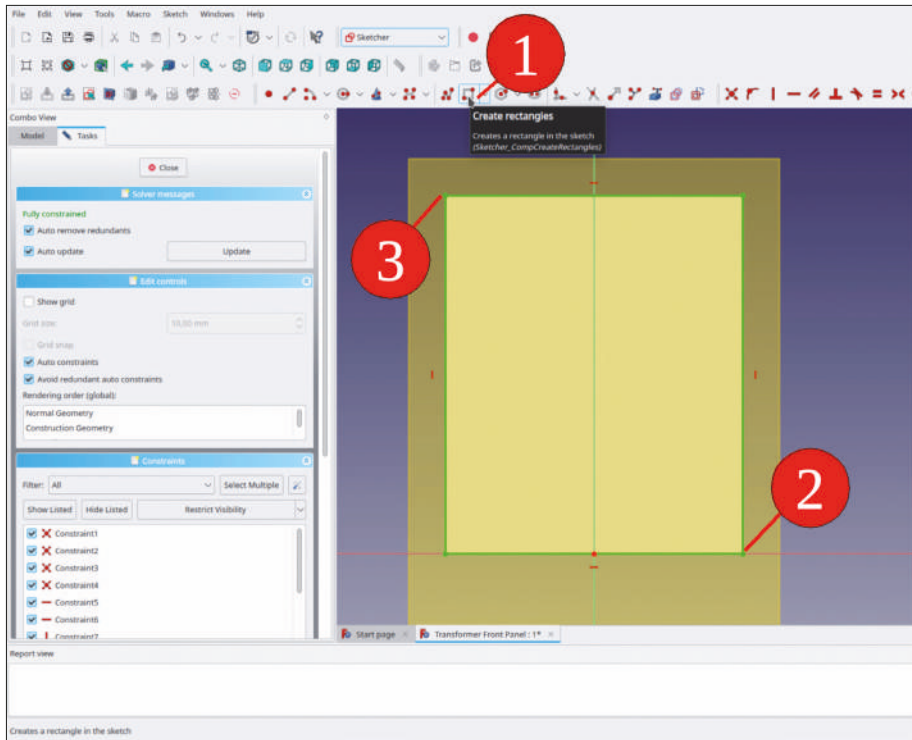 File Edit View Tools Macro Sketch Windows Help
Sketcher
1
Create rectangles
Creates a rectangle in the sketch
(Sketcher_CompCreateRectangles)
Combo View
Model Tasks
Close
Solver messages
Fully constrained
Auto remove redundants
Auto update Update
Edit controls
Show grid
Grid size: 10,00 mm
Grid snap
Auto constraints
Avoid redundant auto constraints
Rendering order (global):
Normal Geometry
Construction Geometry
Constraints
Filter: All Select Multiple
Show Listed Hide Listed Restrict Visibility
Constraint1
Constraint2
Constraint3
Constraint4
Constraint5
Constraint6
Constraint7
3
2
Start page Transformer Front Panel : 1*
Report view
Creates a rectangle in the sketch